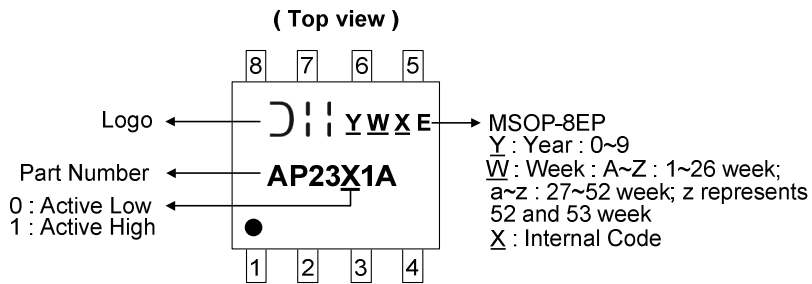 ( Top view )
8 7 6 5
Logo
Y W X E
MSOP-8EP
Y : Year : 0~9
W : Week : A~Z : 1~26 week;
a~z : 27~52 week; z represents
52 and 53 week
X : Internal Code
Part Number
AP23X1A
0 : Active Low
1 : Active High
1 2 3 4